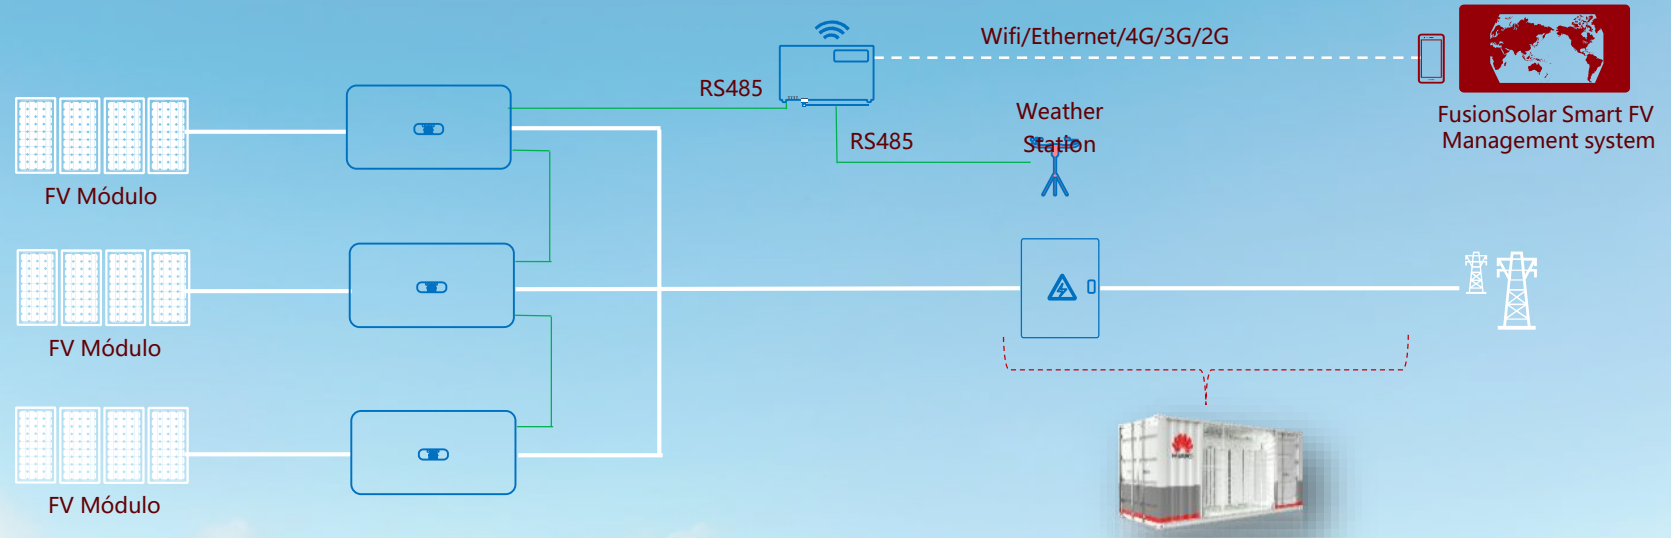 Wifi/Ethernet/4G/3G/2G
RS485
Weather
Station
RS485
FusionSolar Smart FV
Management system
FV Módulo
FV Módulo
FV Módulo
HUAWEI